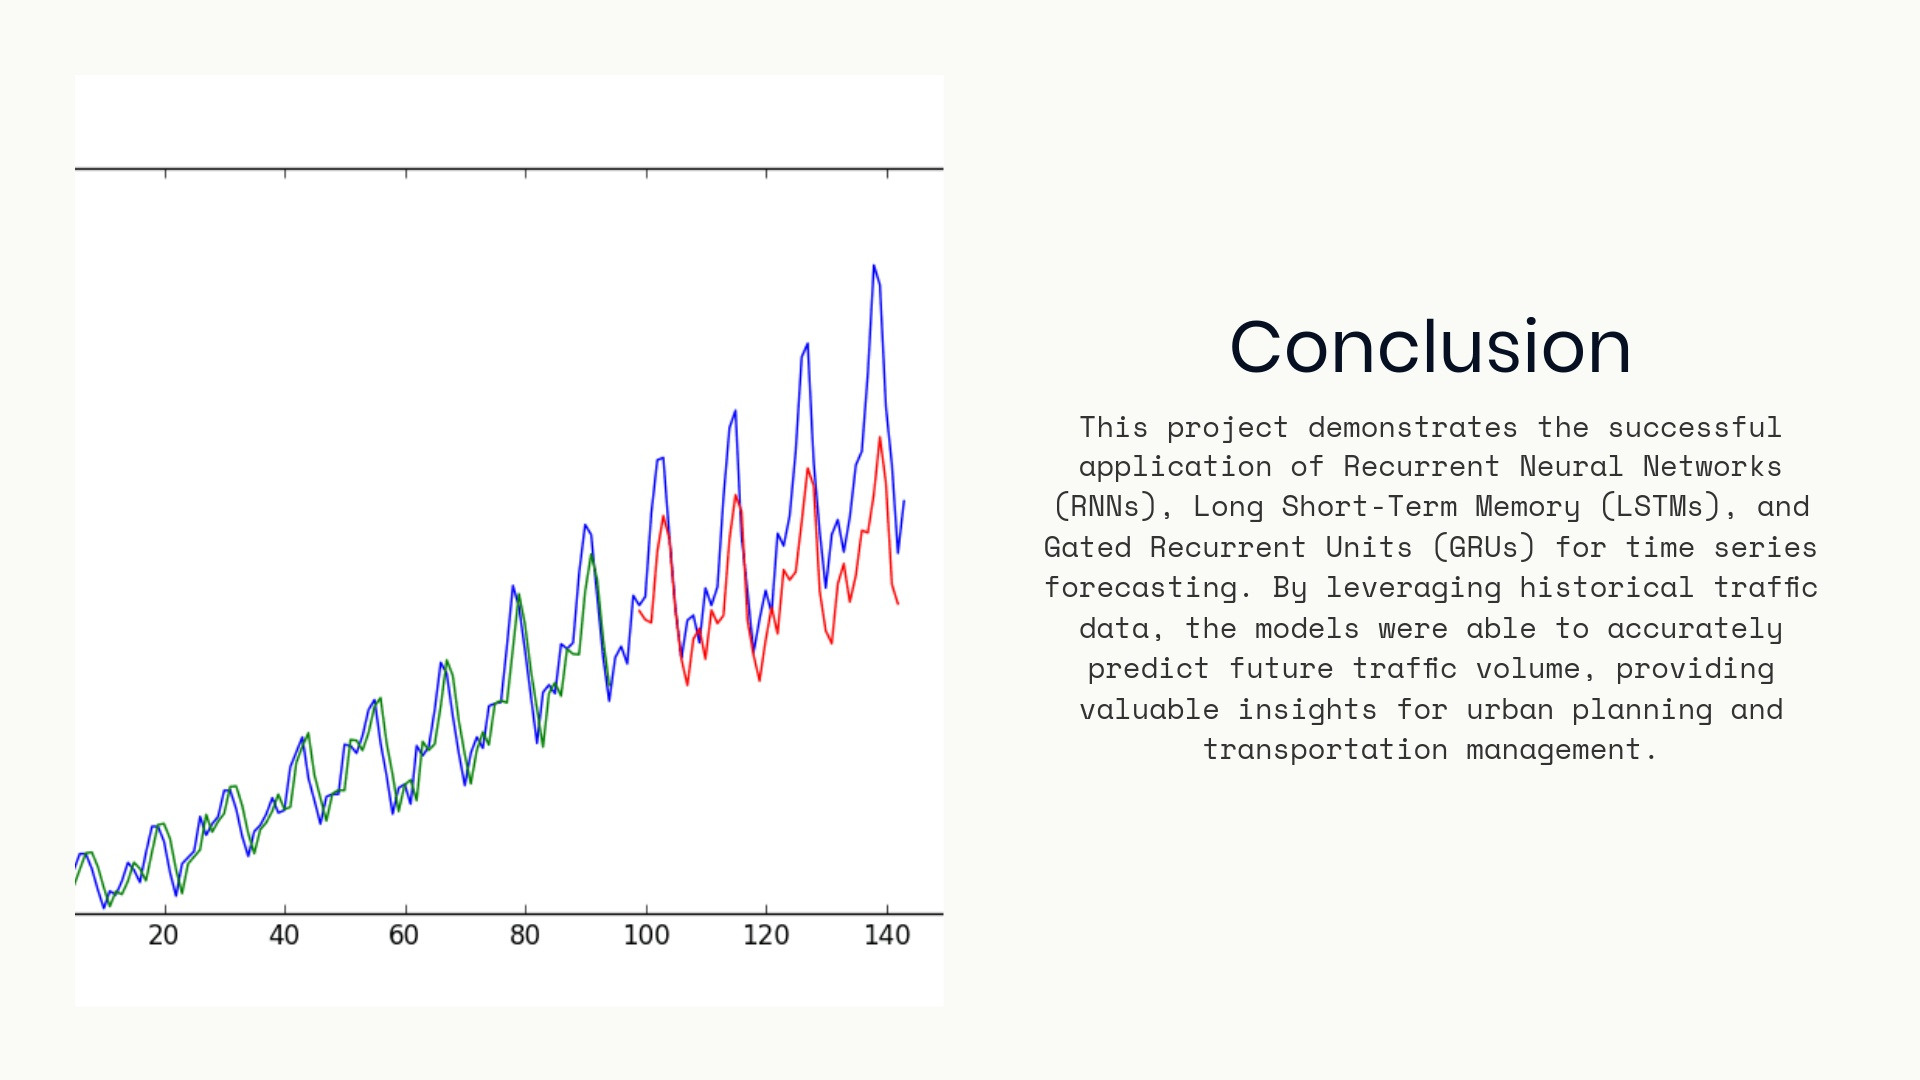 20 40 60 80 100 120 140
Conclusion
This project demonstrates the successful
application of Recurrent Neural Networks
(RNNs), Long Short-Term Memory (LSTMs), and
Gated Recurrent Units (GRUs) for time series
forecasting. By leveraging historical traffic
data, the models were able to accurately
predict future traffic volume, providing
valuable insights for urban planning and
transportation management.